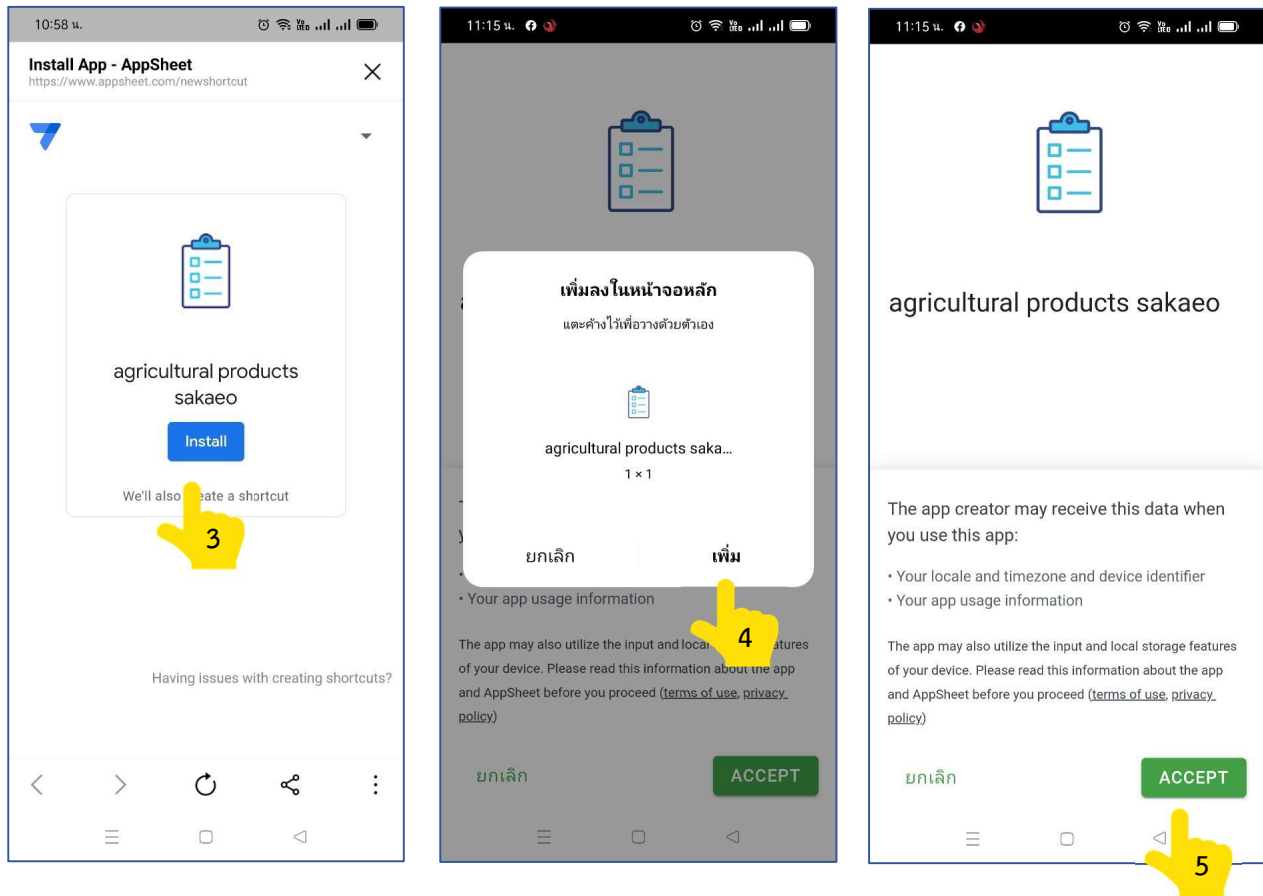 10:58 น.
Install App - AppSheet
https://www.appsheet.com/newshortcut
agricultural products
sakaeo
Install
We'll also create a shortcut
3
Having issues with creating shortcuts?
11:15 น.
เพิ่มลงในหน้าจอหลัก
แตะค้างไว้เพื่อวางด้วยตัวเอง
agricultural products saka...
1 × 1
ยกเลิก
เพิ่ม
• Your app usage information
4
The app may also utilize the input and local features
of your device. Please read this information about the app
and AppSheet before you proceed (terms of use, privacy
policy)
ยกเลิก
ACCEPT
11:15 น.
agricultural products sakaeo
The app creator may receive this data when
you use this app:
• Your locale and timezone and device identifier
• Your app usage information
The app may also utilize the input and local storage features
of your device. Please read this information about the app
and AppSheet before you proceed (terms of use, privacy
policy)
ยกเลิก
ACCEPT
5